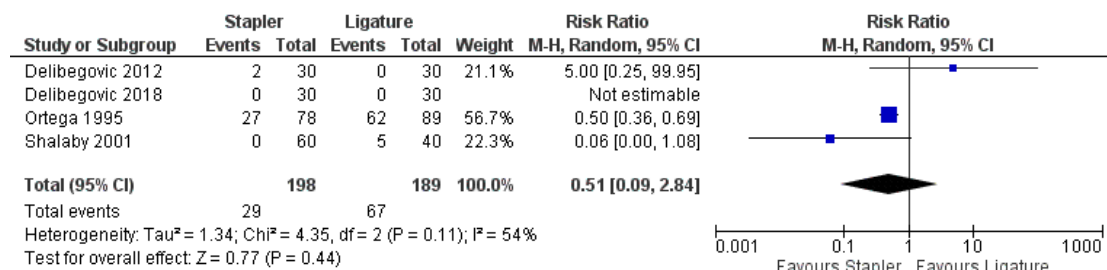 Stapler Ligature Risk Ratio Risk Ratio
Study or Subgroup Events Total Events Total Weight M-H, Random, 95% CI M-H, Random, 95% CI
Delibegovic 2012 2 30 0 30 21.1% 5.00 [0.25, 99.95]
Delibegovic 2018 0 30 0 30 Not estimable
Ortega 1995 27 78 62 89 56.7% 0.50 [0.36, 0.69]
Shalaby 2001 0 60 5 40 22.3% 0.06 [0.00, 1.08]
Total (95% CI) 198 189 100.0% 0.51 [0.09, 2.84]
Total events 29 67
Heterogeneity: Tau² = 1.34; Chi² = 4.35, df = 2 (P = 0.11); I² = 54%
Test for overall effect: Z = 0.77 (P = 0.44)
0.001 0.1 1 10 1000
Favours Stapler Favours Ligature